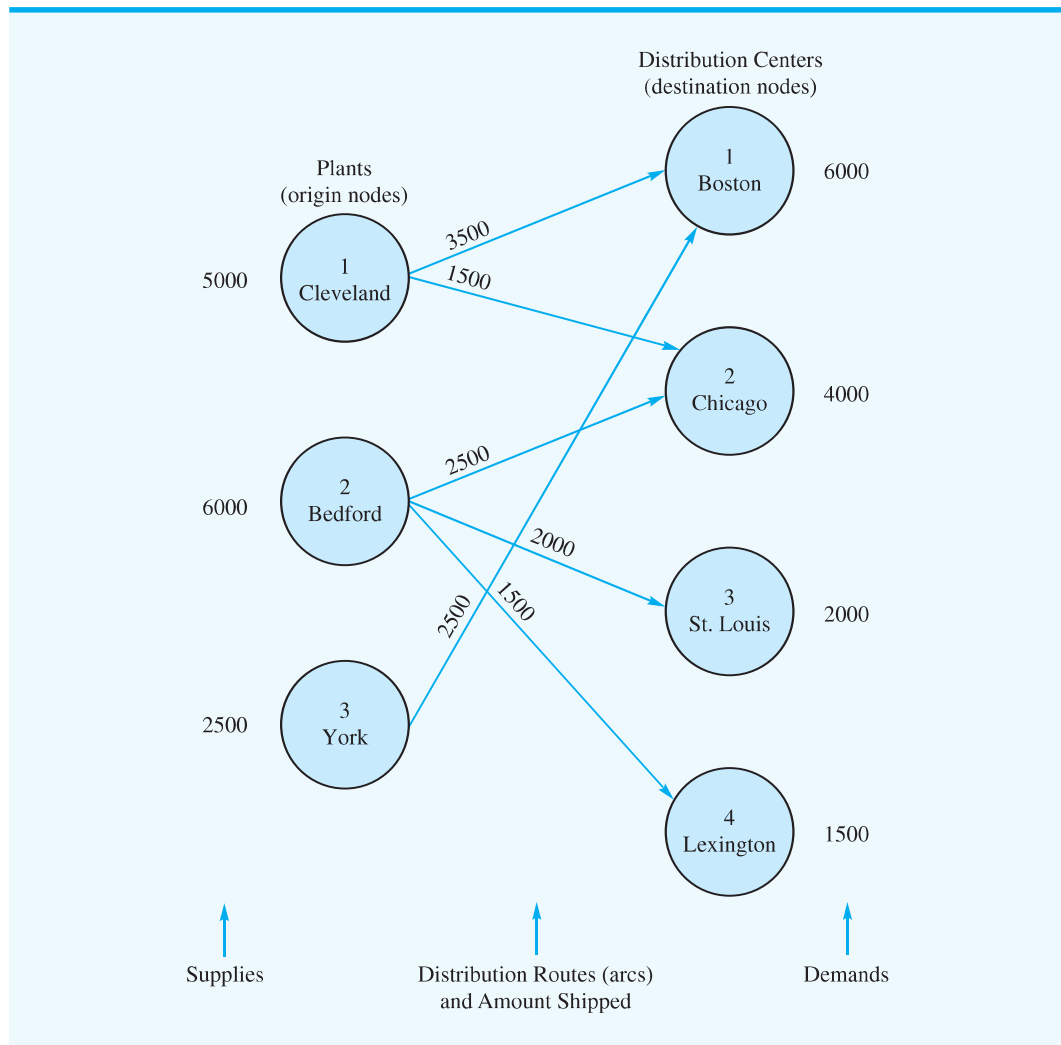 Distribution Centers
(destination nodes)
1
Boston
6000
Plants
(origin nodes)
1
Cleveland
5000
3500
1500
2
Chicago
4000
2500
2
Bedford
6000
2000
1500
2500
3
St. Louis
2000
3
York
2500
4
Lexington
1500
Supplies
Distribution Routes (arcs)
and Amount Shipped
Demands